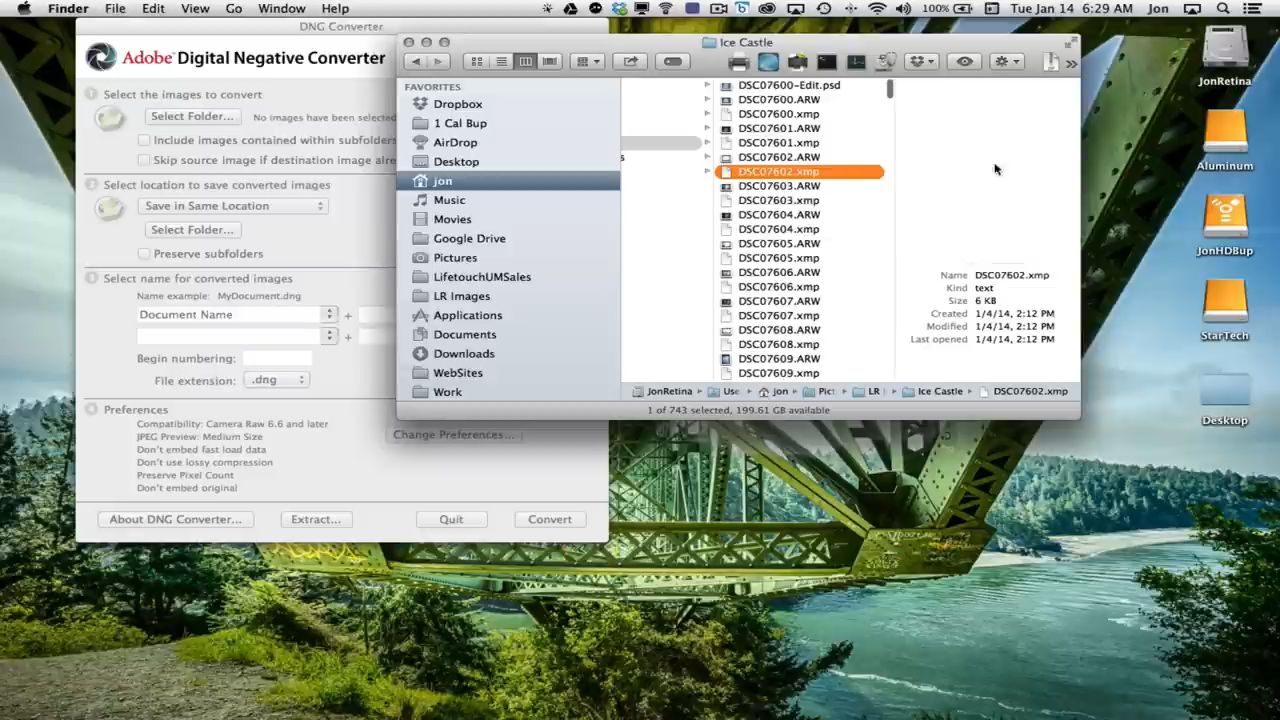 Finder File Edit View Go Window Help 100% Tue Jan 14 6:29 AM Jon
DNG Converter
Adobe™ Digital Negative Converter
1 Select the images to convert
Select Folder... No images have been selected
Include images contained within subfolders
Skip source image if destination image alre
2 Select location to save converted images
Save in Same Location
Select Folder...
Preserve subfolders
3 Select name for converted images
Name example: MyDocument.dng
Document Name +
+
Begin numbering:
File extension: .dng
4 Preferences
Compatibility: Camera Raw 6.6 and later
JPEG Preview: Medium Size
Don't embed fast load data
Don't use lossy compression
Preserve Pixel Count
Don't embed original
Change Preferences...
About DNG Converter... Extract... Quit Convert
Ice Castle
FAVORITES
Dropbox
1 Cal Bup
AirDrop
Desktop
jon
Music
Movies
Google Drive
Pictures
LifetouchUMSales
LR Images
Applications
Documents
Downloads
WebSites
Work
s
DSC07600-Edit.psd
DSC07600.ARW
DSC07600.xmp
DSC07601.ARW
DSC07601.xmp
DSC07602.ARW
DSC07602.xmp
DSC07603.ARW
DSC07603.xmp
DSC07604.ARW
DSC07604.xmp
DSC07605.ARW
DSC07605.xmp
DSC07606.ARW
DSC07606.xmp
DSC07607.ARW
DSC07607.xmp
DSC07608.ARW
DSC07608.xmp
DSC07609.ARW
DSC07609.xmp
Name DSC07602.xmp
Kind text
Size 6 KB
Created 1/4/14, 2:12 PM
Modified 1/4/14, 2:12 PM
Last opened 1/4/14, 2:12 PM
JonRetina Use jon Pict LR Ice Castle DSC07602.xmp
1 of 743 selected, 199.61 GB available
JonRetina
Aluminum
JonHDBup
StarTech
Desktop